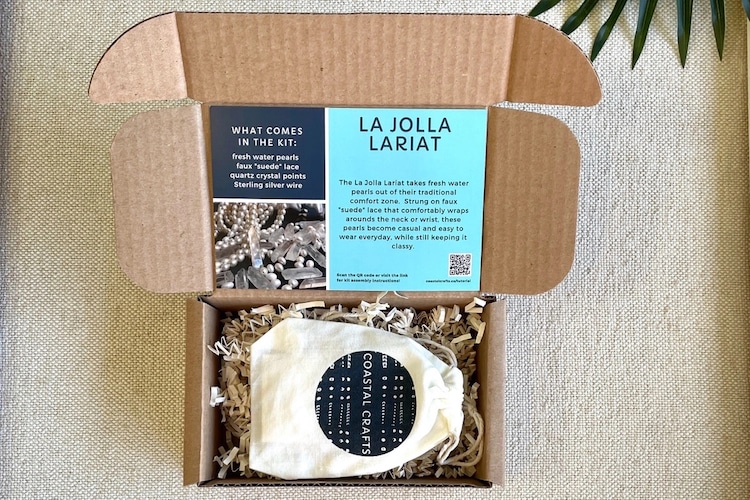 WHAT COMES
IN THE KIT:
fresh water pearls
faux "suede" lace
quartz crystal points
Sterling silver wire
LA JOLLA
LARIAT
The La Jolla Lariat takes fresh water
pearls out of their traditional
comfort zone. Strung on faux
"suede" lace that comfortably wraps
arounds the neck or wrist, these
pearls become casual and easy to
wear everyday, while still keeping it
classy.
Scan the QR code or visit the link
for kit assembly instructions!
COASTAL CRAFTS